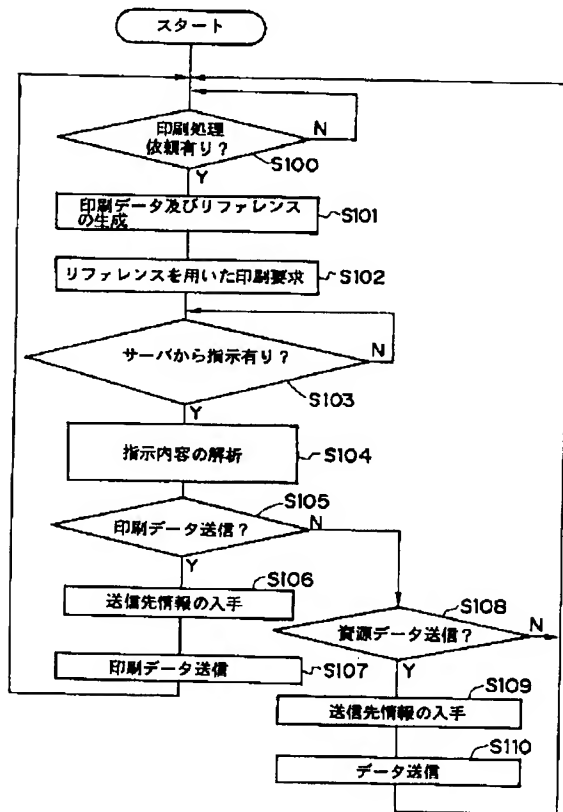 スタート
印刷処理
依頼有り?
N
S100
Y
印刷データ及びリファレンス
の生成
S101
リファレンスを用いた印刷要求
S102
サーバから指示有り?
N
S103
Y
指示内容の解析
S104
S105
印刷データ送信?
N
Y
S106
送信先情報の入手
S108
資源データ送信?
N
印刷データ送信
S107
Y
S109
送信先情報の入手
S110
データ送信